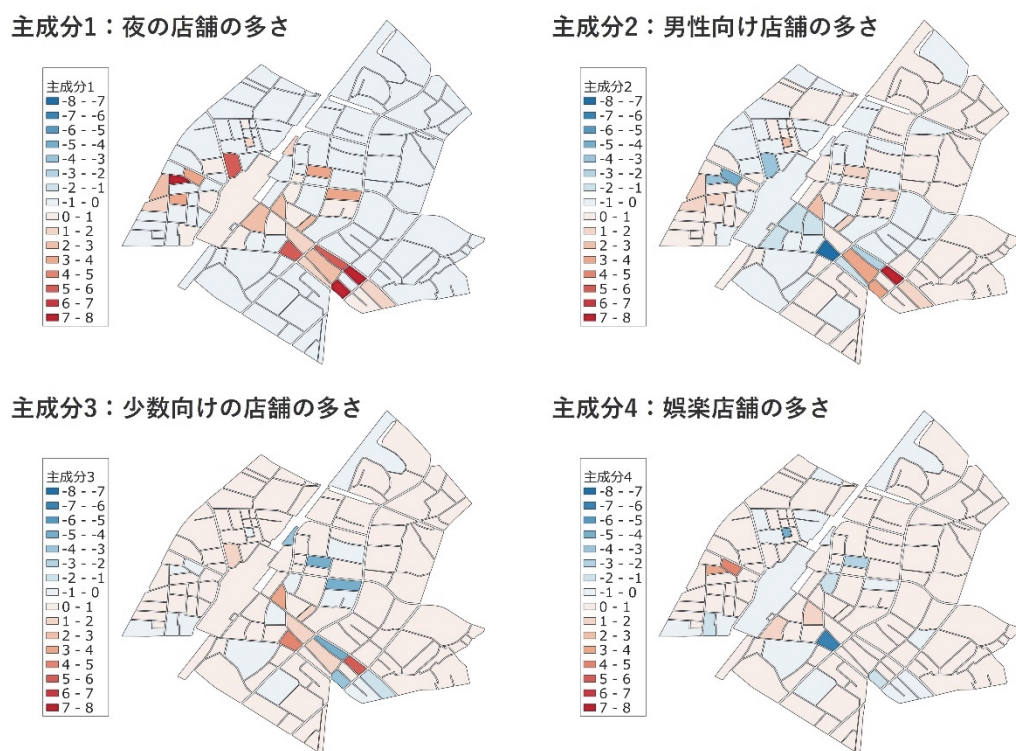 主成分1：夜の店舗の多さ
主成分1
-8 - -7
-7 - -6
-6 - -5
-5 - -4
-4 - -3
-3 - -2
-2 - -1
-1 - 0
0 - 1
1 - 2
2 - 3
3 - 4
4 - 5
5 - 6
6 - 7
7 - 8
主成分2：男性向け店舗の多さ
主成分2
-8 - -7
-7 - -6
-6 - -5
-5 - -4
-4 - -3
-3 - -2
-2 - -1
-1 - 0
0 - 1
1 - 2
2 - 3
3 - 4
4 - 5
5 - 6
6 - 7
7 - 8
主成分3：少数向けの店舗の多さ
主成分3
-8 - -7
-7 - -6
-6 - -5
-5 - -4
-4 - -3
-3 - -2
-2 - -1
-1 - 0
0 - 1
1 - 2
2 - 3
3 - 4
4 - 5
5 - 6
6 - 7
7 - 8
主成分4：娯楽店舗の多さ
主成分4
-8 - -7
-7 - -6
-6 - -5
-5 - -4
-4 - -3
-3 - -2
-2 - -1
-1 - 0
0 - 1
1 - 2
2 - 3
3 - 4
4 - 5
5 - 6
6 - 7
7 - 8